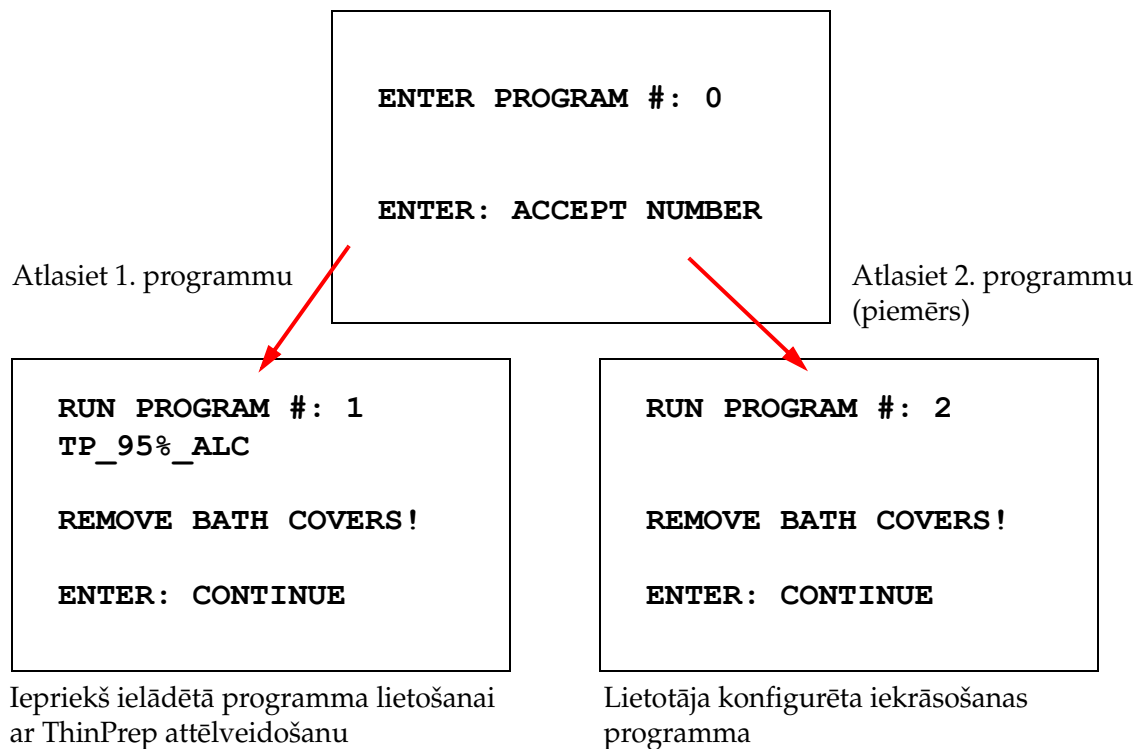 ENTER PROGRAM #: 0
ENTER: ACCEPT NUMBER
Atlasiet 1. programmu
Atlasiet 2. programmu
(piemērs)
RUN PROGRAM #: 1
TP_95%_ALC
REMOVE BATH COVERS!
ENTER: CONTINUE
RUN PROGRAM #: 2
REMOVE BATH COVERS!
ENTER: CONTINUE
Iepriekš ielādētā programma lietošanai
ar ThinPrep attēlveidošanu
Lietotāja konfigurēta iekrāsošanas
programma